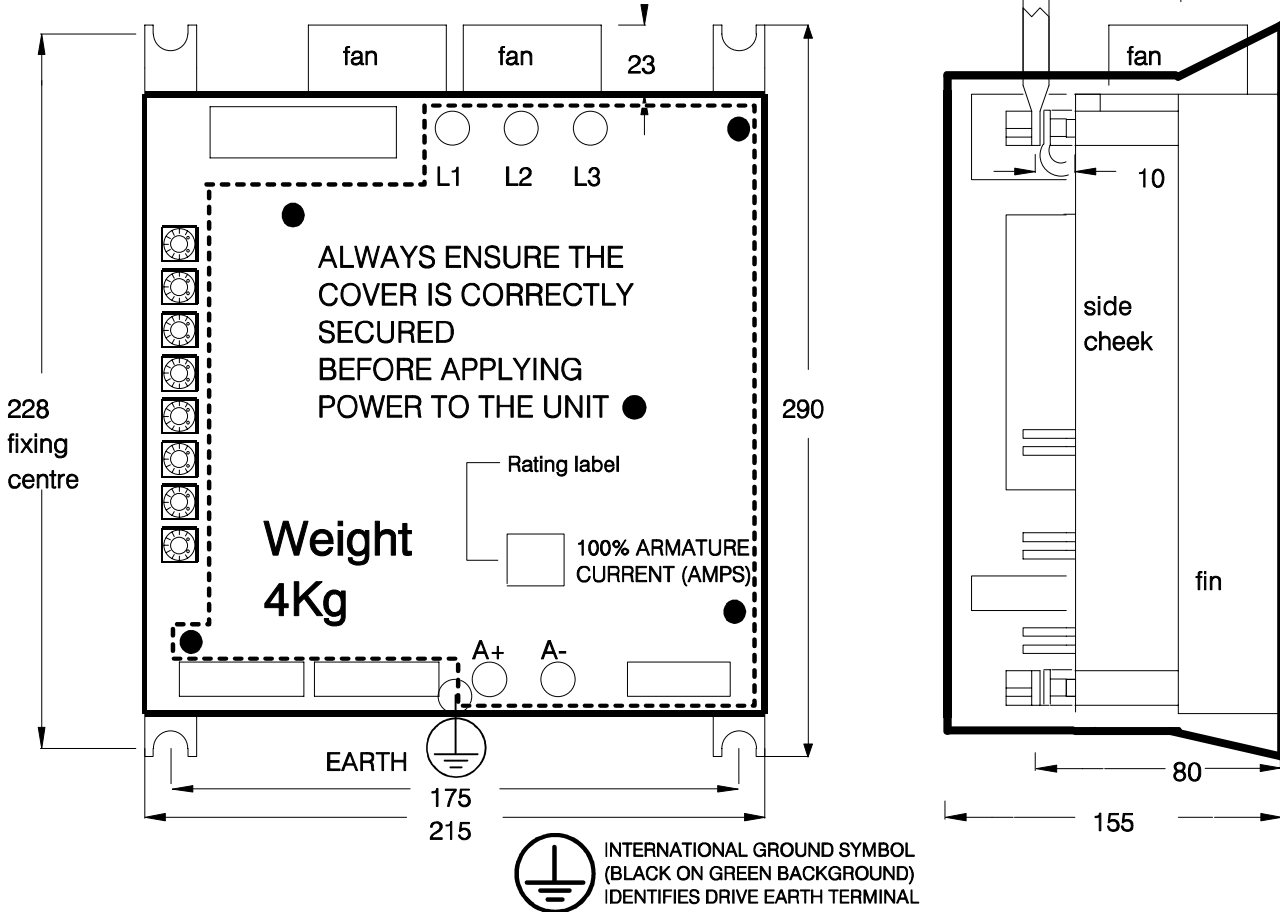 fan
fan
23
fan
L1
L2
L3
10
ALWAYS ENSURE THE
COVER IS CORRECTLY
SECURED
BEFORE APPLYING
POWER TO THE UNIT
side
cheek
228
fixing
centre
290
Rating label
Weight
4Kg
100% ARMATURE
CURRENT (AMPS)
fin
A+
A-
EARTH
175
215
80
155
INTERNATIONAL GROUND SYMBOL
(BLACK ON GREEN BACKGROUND)
IDENTIFIES DRIVE EARTH TERMINAL